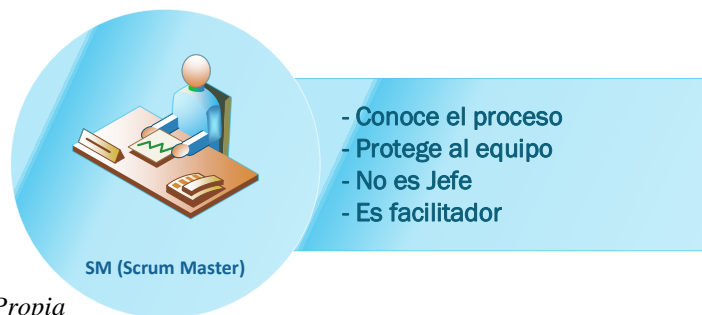 - Conoce el proceso
- Protege al equipo
- No es Jefe
- Es facilitador
SM (Scrum Master)
Propia